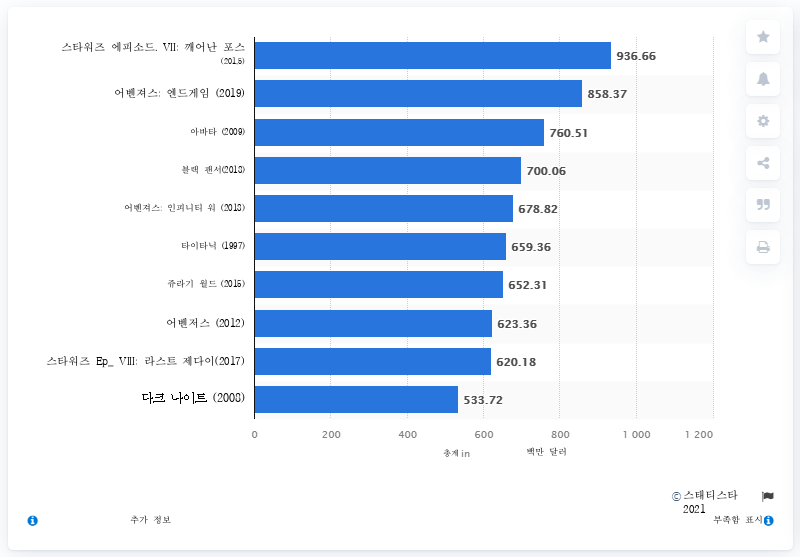 스타워즈 에피소드. VII: 깨어난 포스
(2015)
936.66
어벤져스: 엔드게임 (2019)
858.37
아바타 (2009)
760.51
블랙 팬서(2018)
700.06
어벤져스: 인피니티 워 (2018)
678.82
타이타닉 (1997)
659.36
쥬라기 월드 (2015)
652.31
어벤저스 (2012)
623.36
스타워즈 Ep_ VIII: 라스트 제다이(2017)
620.18
다크 나이트 (2008)
533.72
0 200 400 600 800 1 000 1 200
총계 in 백만 달러
© 스태티스타
2021
추가 정보
부족함 표시